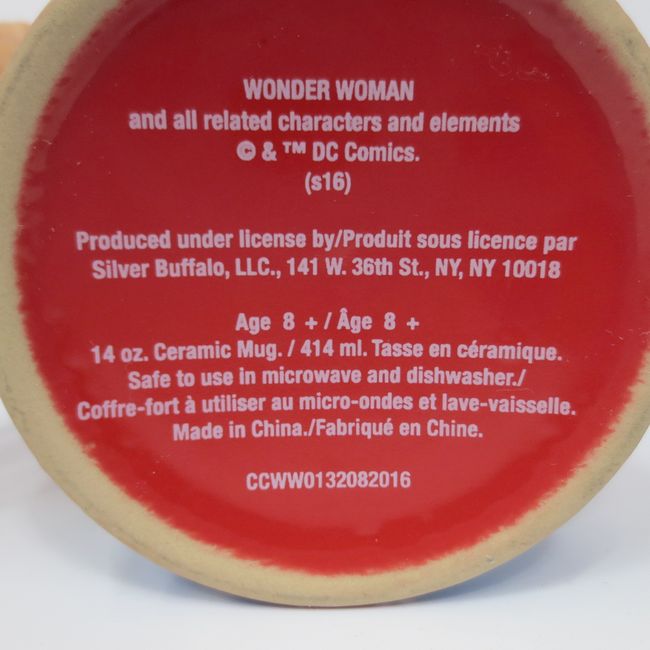 WONDER WOMAN
and all related characters and elements
© & ™ DC Comics.
(s16)
Produced under license by/Produit sous licence par
Silver Buffalo, LLC., 141 W. 36th St., NY, NY 10018
Age 8 + / Âge 8 +
14 oz. Ceramic Mug. / 414 ml. Tasse en céramique.
Safe to use in microwave and dishwasher./
Coffre-fort à utiliser au micro-ondes et lave-vaisselle.
Made in China./Fabriqué en Chine.
CCWW0132082016